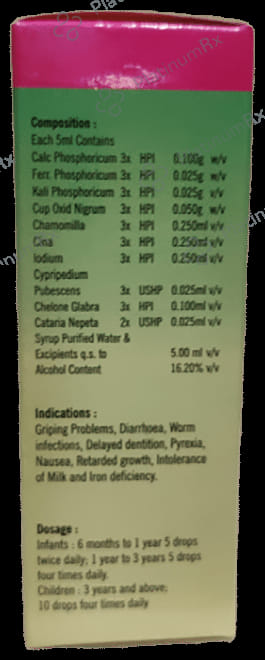 Composition :
Each 5ml Contains
Calc Phosphoricum 3x HPI 0.100g w/v
Ferr. Phosphoricum 3x HPI 0.025g w/v
Kali Phosphoricum 3x HPI 0.025g v/v
Cup Oxid Nigrum 3x HPI 0.050g w/v
Chamomilla 3x HPI 0.250ml v/v
Cina 3x HPI 0.250ml v/v
Iodium 3x HPI 0.250ml v/v
Cypripedium
Pubescens 3x USHP 0.025ml v/v
Chelone Glabra 3x HPI 0.100ml v/v
Cataria Nepeta 2x USHP 0.025ml v/v
Syrup Purified Water &
Excipients q.s. to 5.00 ml v/v
Alcohol Content 16.20% v/v
Indications :
Griping Problems, Diarrhoea, Worm
infections, Delayed dentition, Pyrexia,
Nausea, Retarded growth, Intolerance
of Milk and Iron deficiency.
Dosage :
Infants : 6 months to 1 year 5 drops
twice daily; 1 year to 3 years 5 drops
four times daily.
Children : 3 years and above;
10 drops four times daily